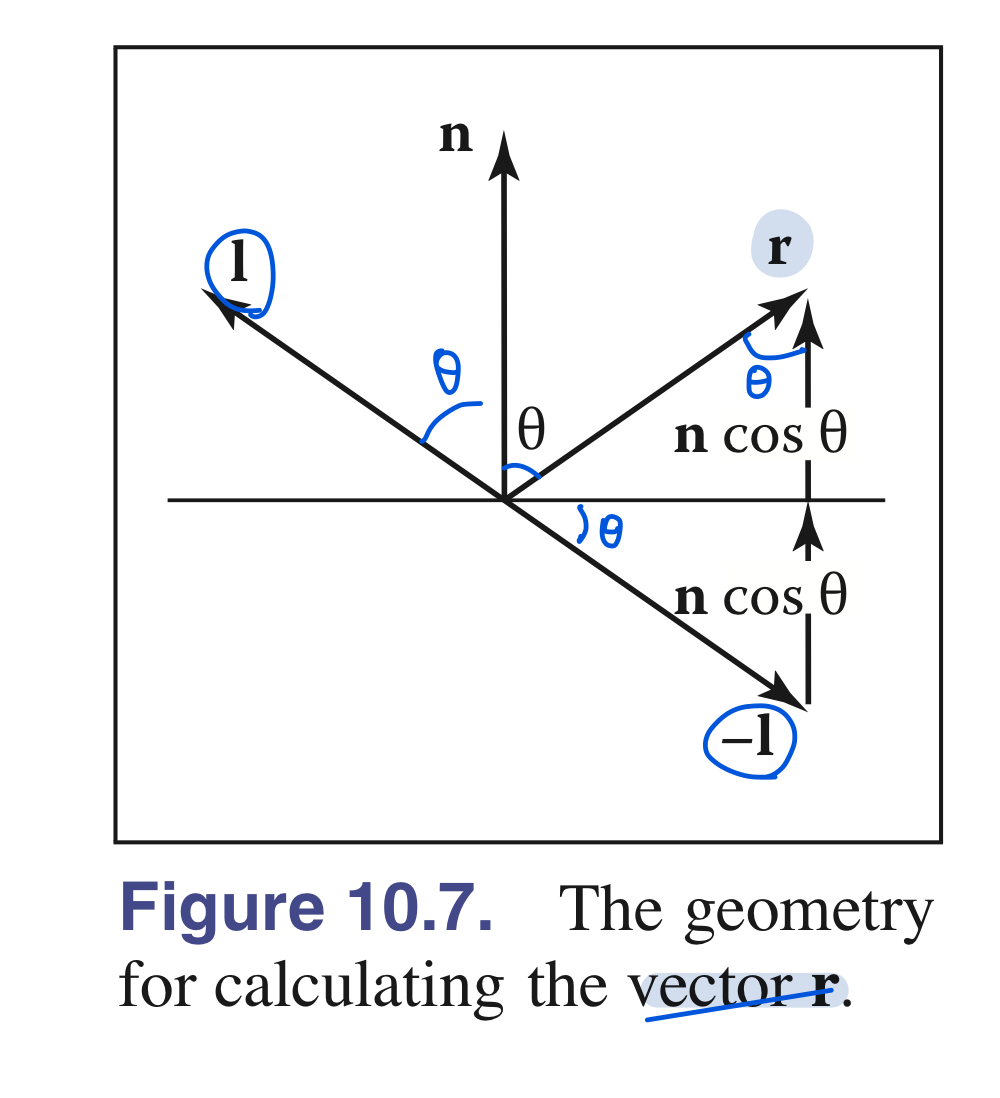 n
l
r
θ
θ
θ
n cos θ
θ
n cos θ
–l
Figure 10.7. The geometry
for calculating the vector r.